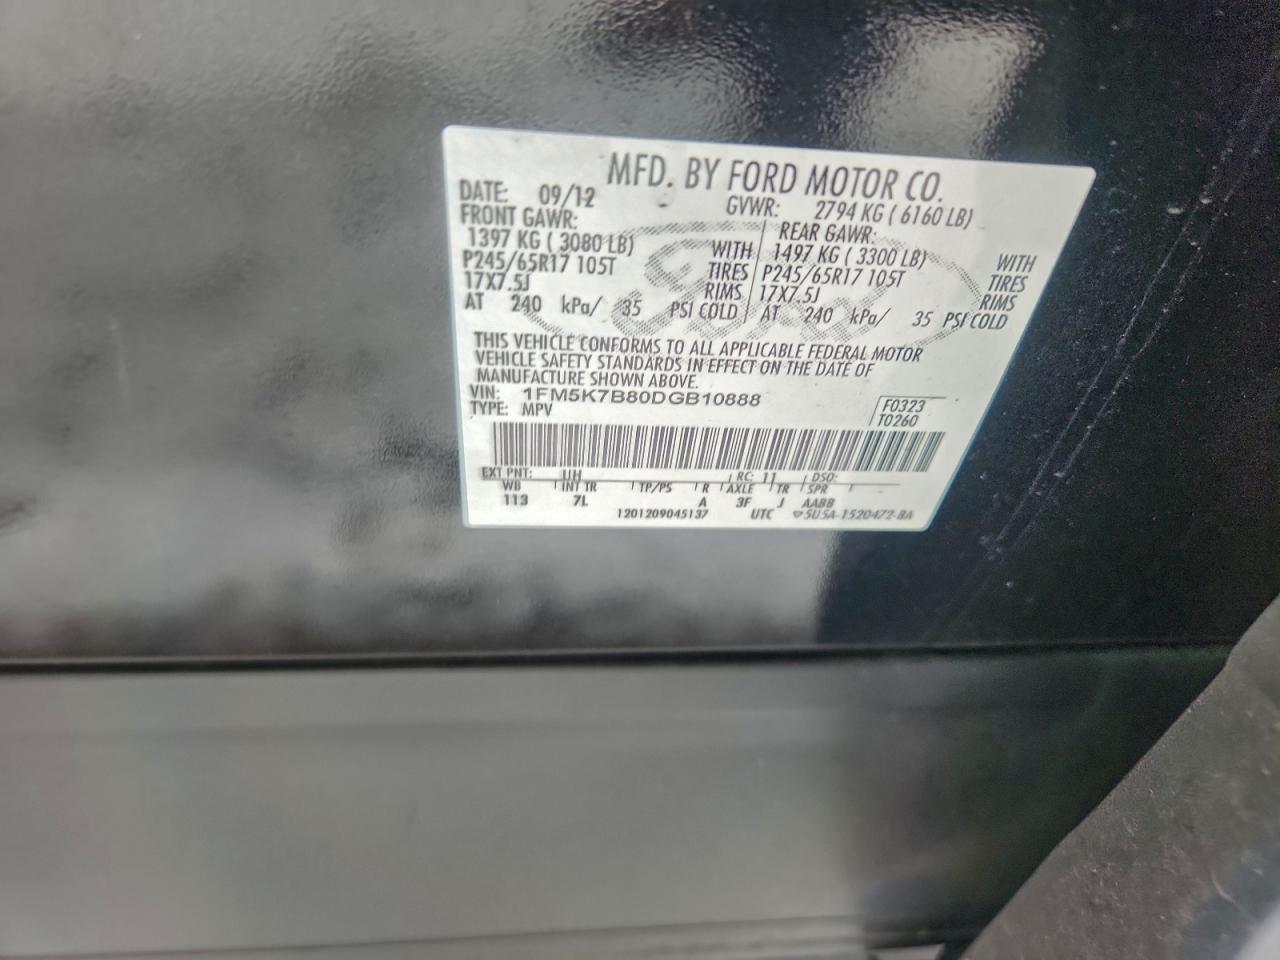 MFD. BY FORD MOTOR CO.
DATE: 09/12 GVWR: 2794 KG ( 6160 LB)
FRONT GAWR: REAR GAWR:
1397 KG ( 3080 LB) WITH 1497 KG ( 3300 LB) WITH
P245/65R17 105T TIRES P245/65R17 105T TIRES
17X7.5J RIMS 17X7.5J RIMS
AT 240 kPa/ 35 PSI COLD AT 240 kPa/ 35 PSI COLD
Ford
THIS VEHICLE CONFORMS TO ALL APPLICABLE FEDERAL MOTOR
VEHICLE SAFETY STANDARDS IN EFFECT ON THE DATE OF
MANUFACTURE SHOWN ABOVE.
VIN: 1FM5K7B80DGB10888
TYPE: MPV
F0323
T0260
EXT PNT: UH RC: 11 DSO:
WB INT TR TP/PS R AXLE TR SPR
113 7L A 3F J AABB
1201209045137 UTC 5U5A-1520472-BA